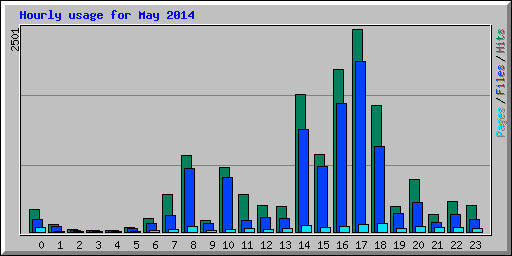 Hourly usage for May 2014
2501
Pages/Files/Hits
0 1 2 3 4 5 6 7 8 9 10 11 12 13 14 15 16 17 18 19 20 21 22 23